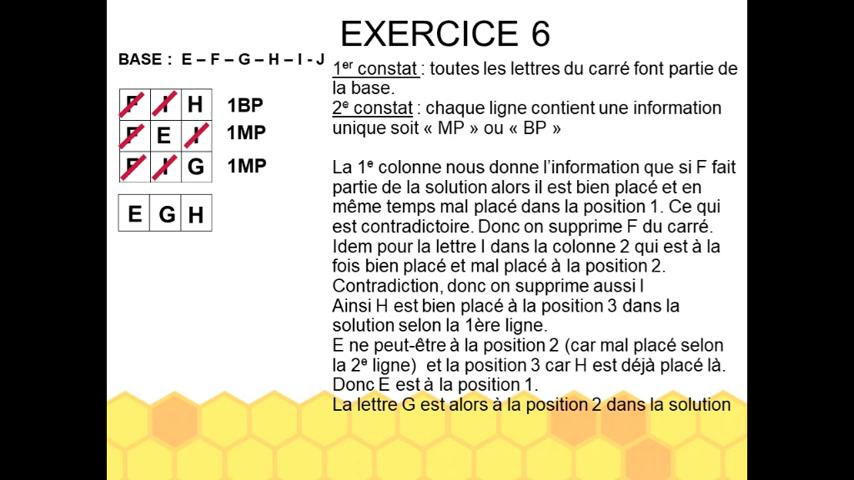 EXERCICE 6
BASE : E – F – G – H – I - J
F I H 1BP
F E I 1MP
F I G 1MP
E G H
1er constat : toutes les lettres du carré font partie de
la base.
2e constat : chaque ligne contient une information
unique soit « MP » ou « BP »
La 1e colonne nous donne l'information que si F fait
partie de la solution alors il est bien placé et en
même temps mal placé dans la position 1. Ce qui
est contradictoire. Donc on supprime F du carré.
Idem pour la lettre I dans la colonne 2 qui est à la
fois bien placé et mal placé à la position 2.
Contradiction, donc on supprime aussi I
Ainsi H est bien placé à la position 3 dans la
solution selon la 1ère ligne.
E ne peut-être à la position 2 (car mal placé selon
la 2e ligne) et la position 3 car H est déjà placé là.
Donc E est à la position 1.
La lettre G est alors à la position 2 dans la solution